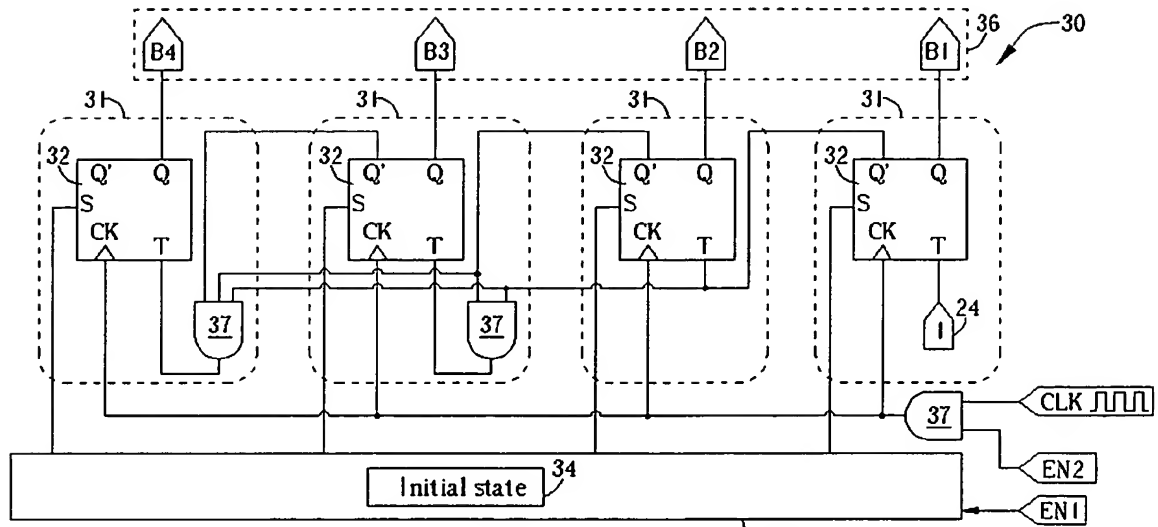 B4 B3 B2 B1 36 30
31 31 31 31
32 Q' Q 32 Q' Q 32 Q' Q 32 Q' Q
S S S S
CK T CK T CK T CK T
37 37 1 24
37 CLK
EN2
Initial state 34
EN1